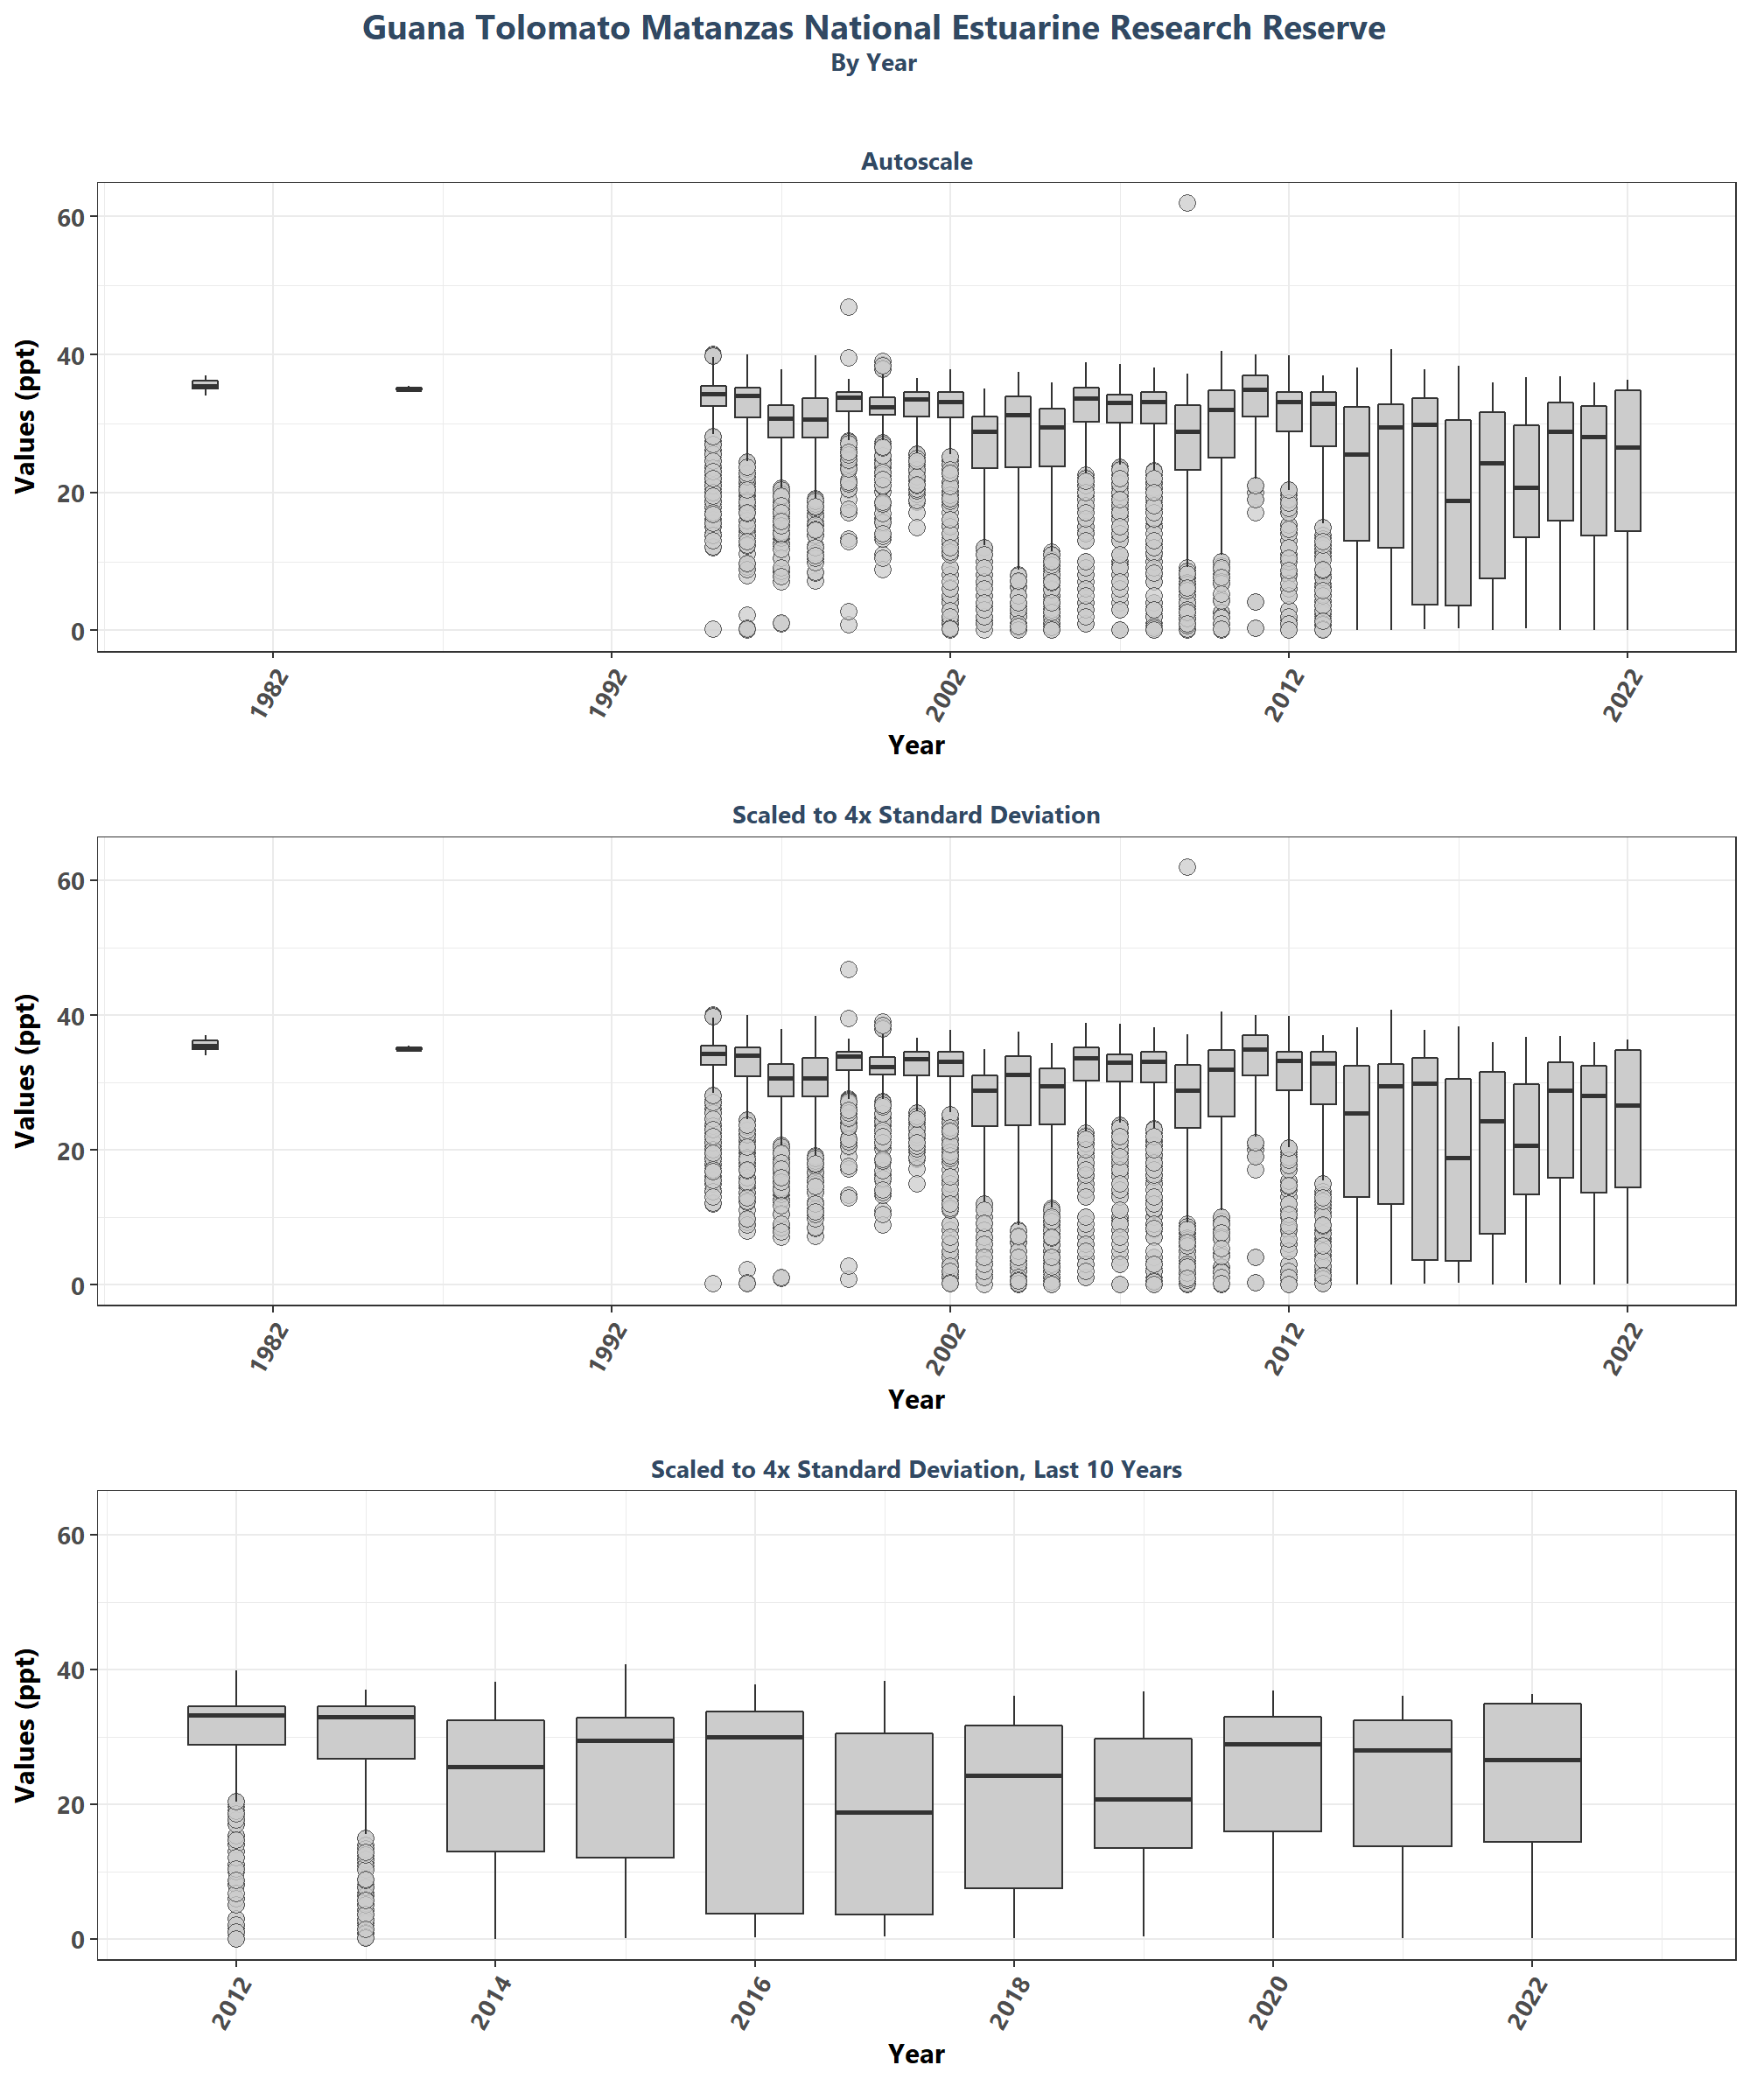 Guana Tolomato Matanzas National Estuarine Research Reserve
By Year
Autoscale
Values (ppt)
60
40
20
0
1982
1992
2002
2012
2022
Year
Scaled to 4x Standard Deviation
Values (ppt)
60
40
20
0
1982
1992
2002
2012
2022
Year
Scaled to 4x Standard Deviation, Last 10 Years
Values (ppt)
60
40
20
0
2012
2014
2016
2018
2020
2022
Year